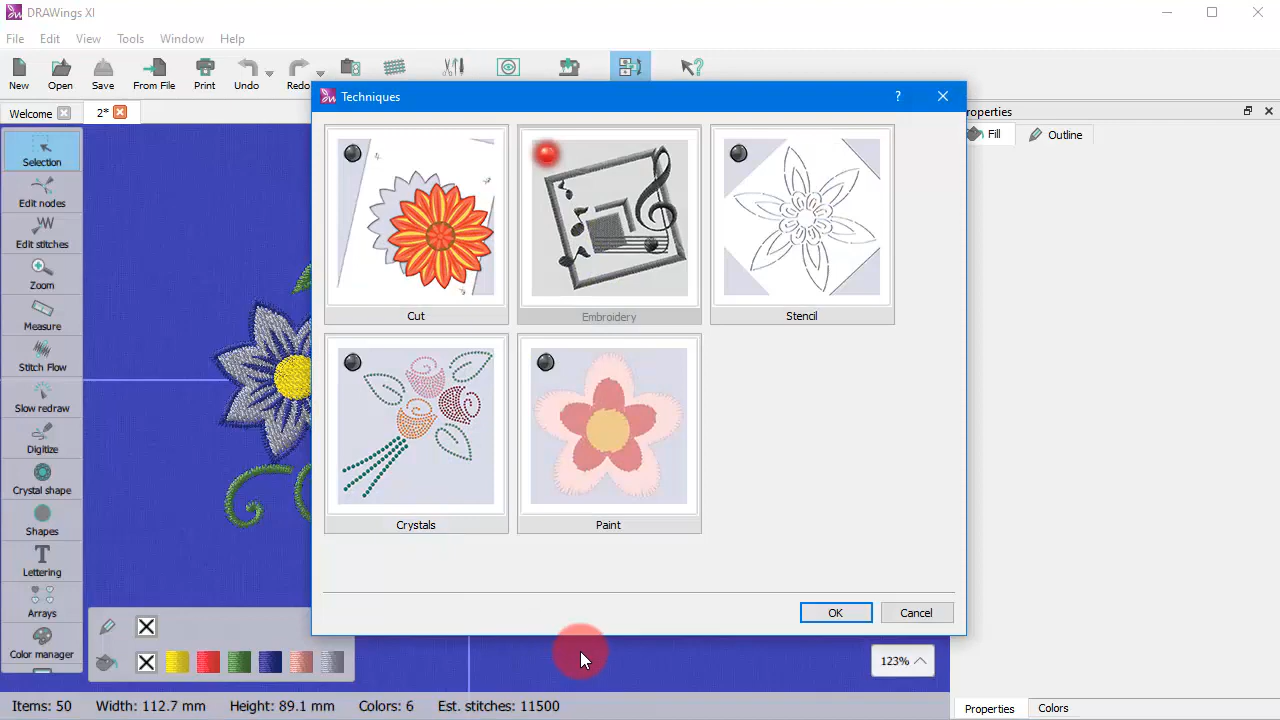 DRAWings XI
File Edit View Tools Window Help
New Open Save From File Print Undo Redo
Techniques ?
Welcome 2*
roperties
Fill Outline
Selection
Edit nodes
Edit stitches
Zoom
Measure
Stitch Flow
Slow redraw
Digitize
Crystal shape
Shapes
Lettering
Arrays
Color manager
Cut Embroidery Stencil
Crystals Paint
OK Cancel
123%
Items: 50 Width: 112.7 mm Height: 89.1 mm Colors: 6 Est. stitches: 11500
Properties Colors